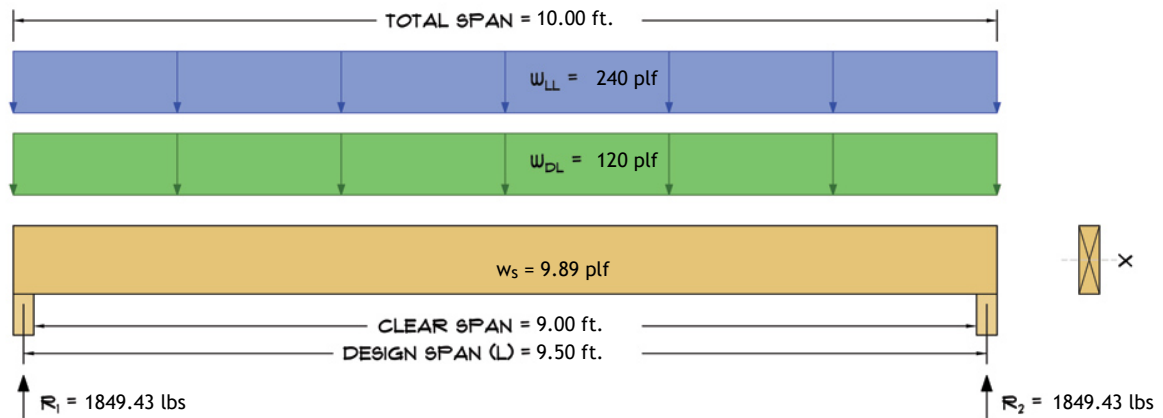 TOTAL SPAN = 10.00 ft.
WLL = 240 plf
WDL = 120 plf
ws = 9.89 plf
X
CLEAR SPAN = 9.00 ft.
DESIGN SPAN (L) = 9.50 ft.
R1 = 1849.43 lbs
R2 = 1849.43 lbs